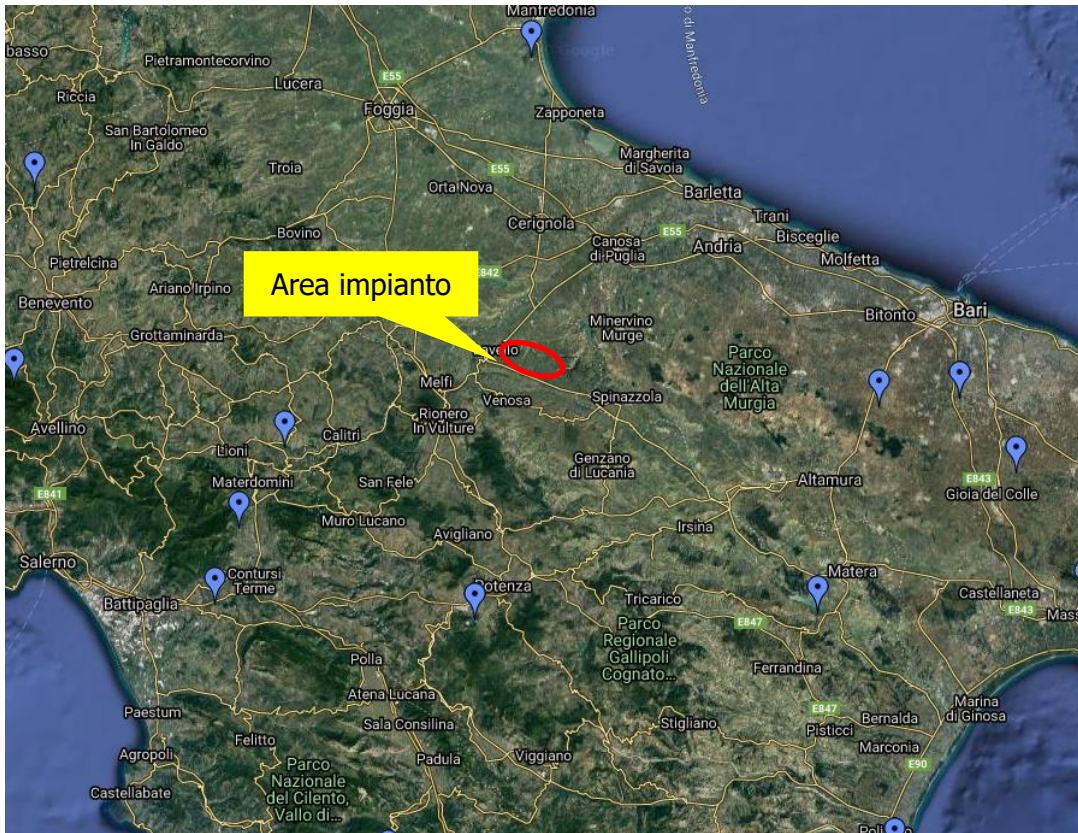 Manfredonia
basso
Pietramontecorvino
o di Manfredonia
Google
E55
Lucera
Riccia
Foggia
Zapponeta
San Bartolomeo
In Galdo
Margherita
di Savoia
Troia
E55
Orta Nova
Barletta
Trani
Cerignola
Bisceglie
Bovino
E55
Canosa
di Puglia
Andria
Molfetta
Pietrelcina
E842
Area impianto
Ariano Irpino
Benevento
Bari
Bitonto
Minervino
Murge
Grottaminarda
Parco
Nazionale
dell'Alta
Murgia
Melfi
Venosa
Spinazzola
Rionero
In Vulture
Avellino
Calitri
Lioni
Genzano
di Lucania
Materdomini
San Fele
Altamura
E843
Gioia del Colle
E841
Muro Lucano
Irsina
Avigliano
Salerno
Contursi
Terme
Potenza
Matera
Battipaglia
Tricarico
Castellaneta
E843
Mass
E847
Parco
Regionale
Gallipoli
Cognato...
Polla
Ferrandina
Atena Lucana
Marina
di Ginosa
Paestum
Sala Consilina
Stigliano
E847
Bernalda
Pisticci
Felitto
Marconia
Agropoli
Padula
Viggiano
E90
Parco
Nazionale
del Cilento,
Vallo di...
Castellabate